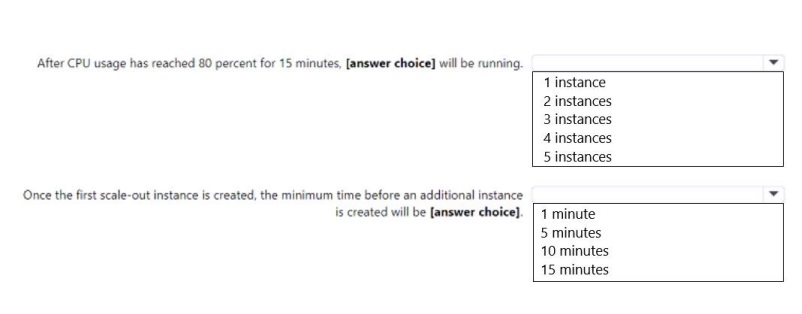 After CPU usage has reached 80 percent for 15 minutes, [answer choice] will be running.
1 instance
2 instances
3 instances
4 instances
5 instances
Once the first scale-out instance is created, the minimum time before an additional instance
is created will be [answer choice].
1 minute
5 minutes
10 minutes
15 minutes